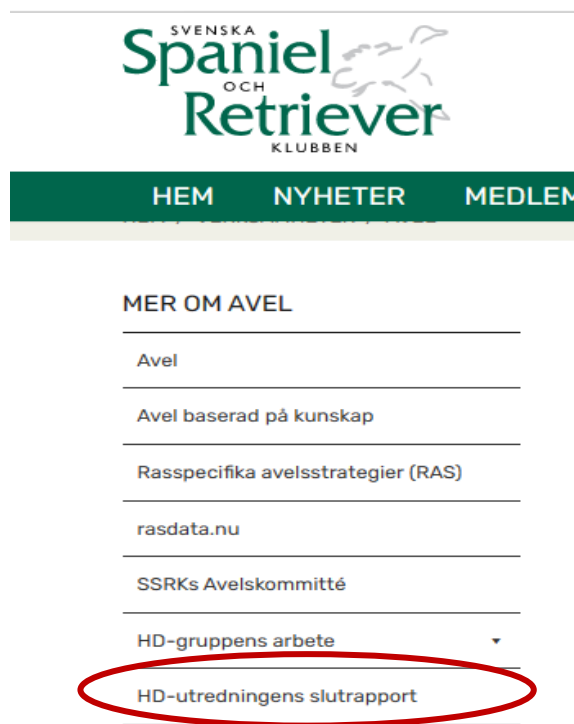 SVENSKA
Spaniel
OCH
Retriever
KLUBBEN
HEM NYHETER MEDLEM
MER OM AVEL
Avel
Avel baserad på kunskap
Rasspecifika avelsstrategier (RAS)
rasdata.nu
SSRKs Avelskommitté
HD-gruppens arbete
HD-utredningens slutrapport